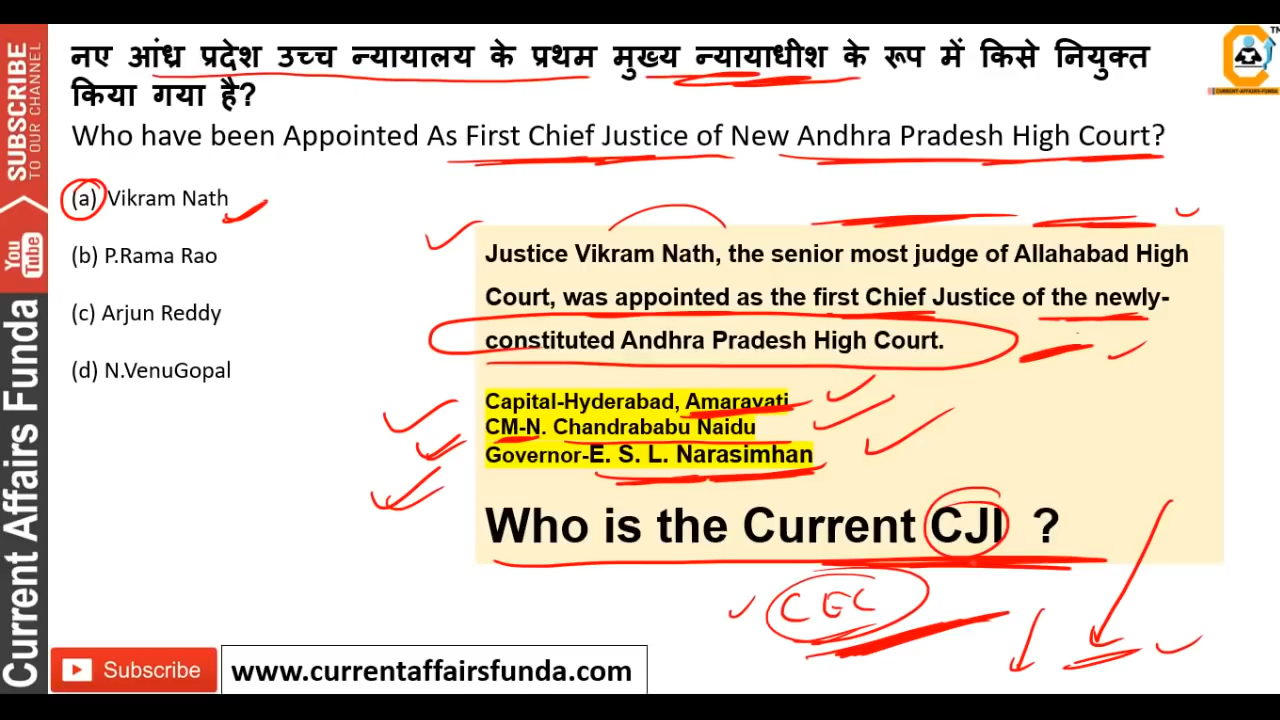 नए आंध्र प्रदेश उच्च न्यायालय के प्रथम मुख्य न्यायाधीश के रूप में किसे नियुक्त
किया गया है?
Who have been Appointed As First Chief Justice of New Andhra Pradesh High Court?
(a) Vikram Nath
(b) P.Rama Rao
(c) Arjun Reddy
(d) N.VenuGopal
Justice Vikram Nath, the senior most judge of Allahabad High
Court, was appointed as the first Chief Justice of the newly-
constituted Andhra Pradesh High Court.
Capital-Hyderabad, Amaravati
CM-N. Chandrababu Naidu
Governor-E. S. L. Narasimhan
Who is the Current CJI ?
CEC
SUBSCRIBE
TO OUR CHANNEL
You Tube
Current Affairs Funda
Subscribe
www.currentaffairsfunda.com
TM
CURRENT-AFFAIRS-FUNDA